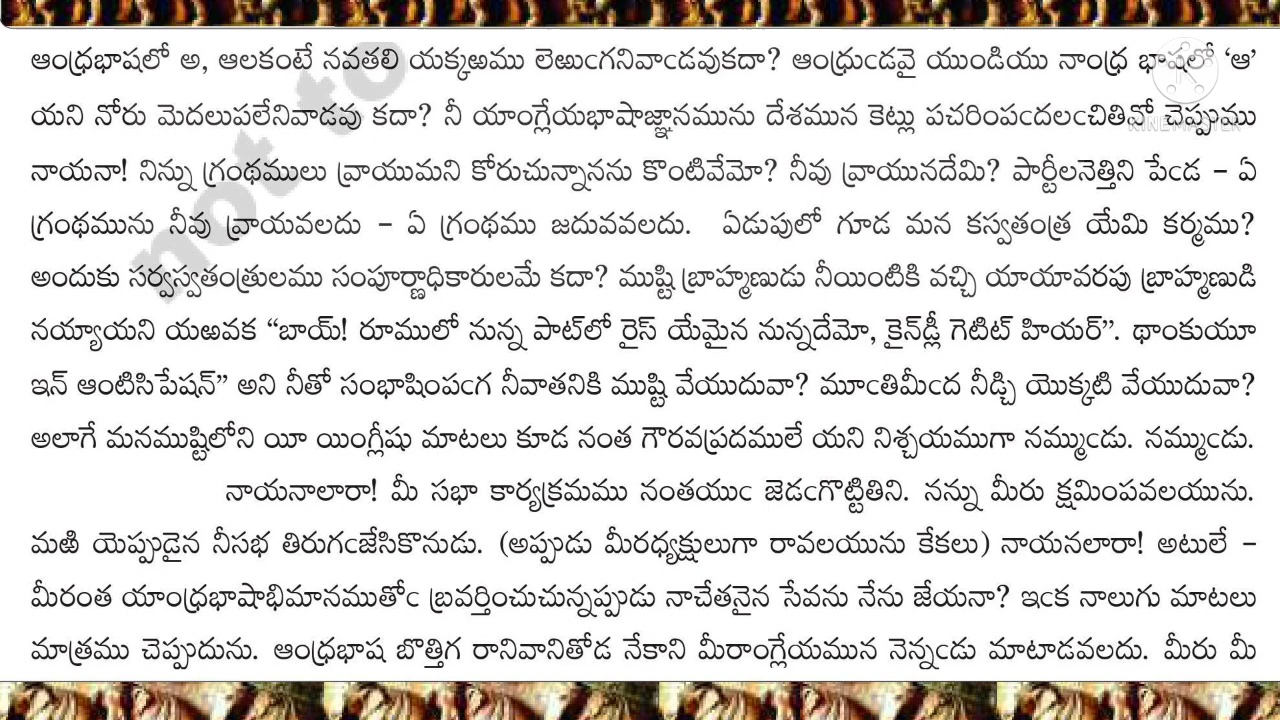 ఆంధ్రభాషలో అ, ఆలకంటే నవతలి యక్కఱము లెఱుఁగనివాఁడవుకదా? ఆంధ్రుఁడవై యుండియు నాంధ్ర భాషలో ‘ఆ’
యని నోరు మెదలుపలేనివాడవు కదా? నీ యాంగ్లేయభాషాజ్ఞానమును దేశమున కెట్లు పచరింపఁదలఁచితివో చెప్పుము
నాయనా! నిన్ను గ్రంథములు వ్రాయుమని కోరుచున్నానను కొంటివేమో? నీవు వ్రాయునదేమి? పార్టీలనెత్తిని పేఁడ – ఏ
గ్రంథమును నీవు వ్రాయవలదు – ఏ గ్రంథము జదువవలదు. ఏడుపులో గూడ మన కస్వతంత్ర యేమి కర్మము?
అందుకు సర్వస్వతంత్రులము సంపూర్ణాధికారులమే కదా? ముష్టి బ్రాహ్మణుడు నీయింటికి వచ్చి యాయావరపు బ్రాహ్మణుడి
నయ్యాయని యఱవక “బాయ్! రూములో నున్న పాట్‌లో రైస్ యేమైన నున్నదేమో, కైన్‌డ్లీ గెటిట్ హియర్”. థాంకుయూ
ఇన్ ఆంటిసిపేషన్” అని నీతో సంభాషింపఁగ నీవాతనికి ముష్టి వేయుదువా? మూఁతిమీఁద నీడ్చి యొక్కటి వేయుదువా?
అలాగే మనముష్టిలోని యీ యింగ్లీషు మాటలు కూడ నంత గౌరవప్రదములే యని నిశ్చయముగా నమ్ముఁడు. నమ్ముఁడు.
నాయనాలారా! మీ సభా కార్యక్రమము నంతయుఁ జెడఁగొట్టితిని. నన్ను మీరు క్షమింపవలయును.
మఱి యెప్పుడైన నీసభ తిరుగఁజేసికొనుడు. (అప్పుడు మీరధ్యక్షులుగా రావలయును కేకలు) నాయనలారా! అటులే –
మీరంత యాంధ్రభాషాభిమానముతోఁ బ్రవర్తించుచున్నప్పుడు నాచేతనైన సేవను నేను జేయనా? ఇఁక నాలుగు మాటలు
మాత్రము చెప్పుదును. ఆంధ్రభాష బొత్తిగ రానివానితోడ నేకాని మీరాంగ్లేయమున నెన్నఁడు మాటాడవలదు. మీరు మీ
not to
KINEMASTER